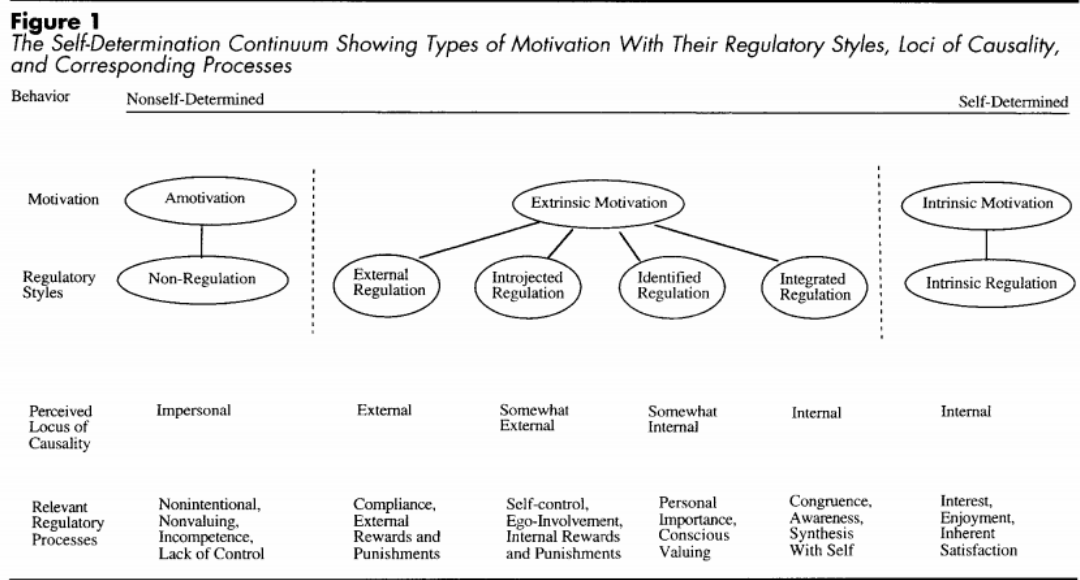 Figure 1
The Self-Determination Continuum Showing Types of Motivation With Their Regulatory Styles, Loci of Causality,
and Corresponding Processes
Behavior Nonself-Determined Self-Determined
Motivation Amotivation Extrinsic Motivation Intrinsic Motivation
Regulatory
Styles
Non-Regulation
External
Regulation
Introjected
Regulation
Identified
Regulation
Integrated
Regulation
Intrinsic Regulation
Perceived
Locus of
Causality
Impersonal
External
Somewhat
External
Somewhat
Internal
Internal
Internal
Relevant
Regulatory
Processes
Nonintentional,
Nonvaluing,
Incompetence,
Lack of Control
Compliance,
External
Rewards and
Punishments
Self-control,
Ego-Involvement,
Internal Rewards
and Punishments
Personal
Importance,
Conscious
Valuing
Congruence,
Awareness,
Synthesis
With Self
Interest,
Enjoyment,
Inherent
Satisfaction